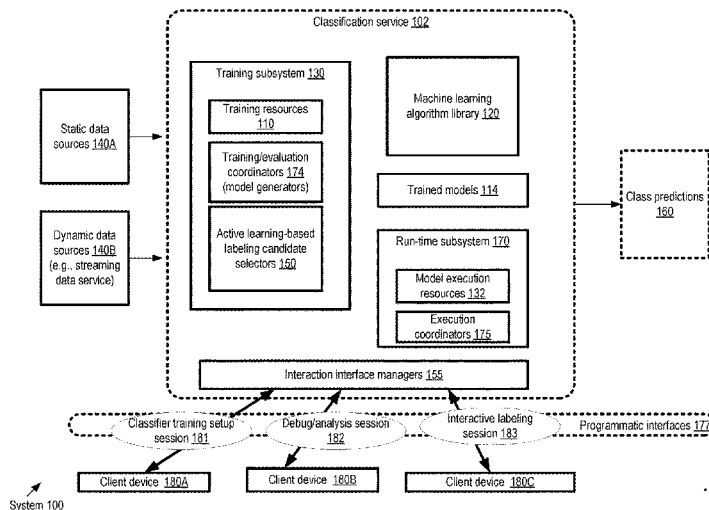 Classification service 102
Training subsystem 130
Training resources
110
Training/evaluation
coordinators 174
(model generators)
Active learning-based
labeling candidate
selectors 150
Machine learning
algorithm library 120
Trained models 114
Run-time subsystem 170
Model execution
resources 132
Execution
coordinators 175
Interaction interface managers 155
Static data
sources 140A
Dynamic data
sources 140B
(e.g., streaming
data service)
Class predictions
160
Classifier training setup
session 181
Debug/analysis session
182
Interactive labeling
session 183
Programmatic interfaces 177
Client device 180A
Client device 180B
Client device 180C
System 100